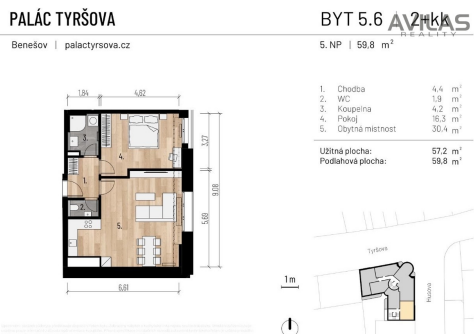 PALÁC TYRŠOVA
Benešov | palactyrsova.cz
BYT 5.6 / 2+kk
AVILAS
REALITY
5. NP | 59,8 m²
1. Chodba 4.4 m²
2. WC 1.9 m²
3. Koupelna 4.2 m²
4. Pokoj 16.3 m²
5. Obytná místnost 30.4 m²
Užitná plocha: 57.2 m²
Podlahová plocha: 59.8 m²
1,84 4,62
3,27
9,08
5,60
6,61
3.
4.
1.
2.
5.
1 m
Tyršova
Husova